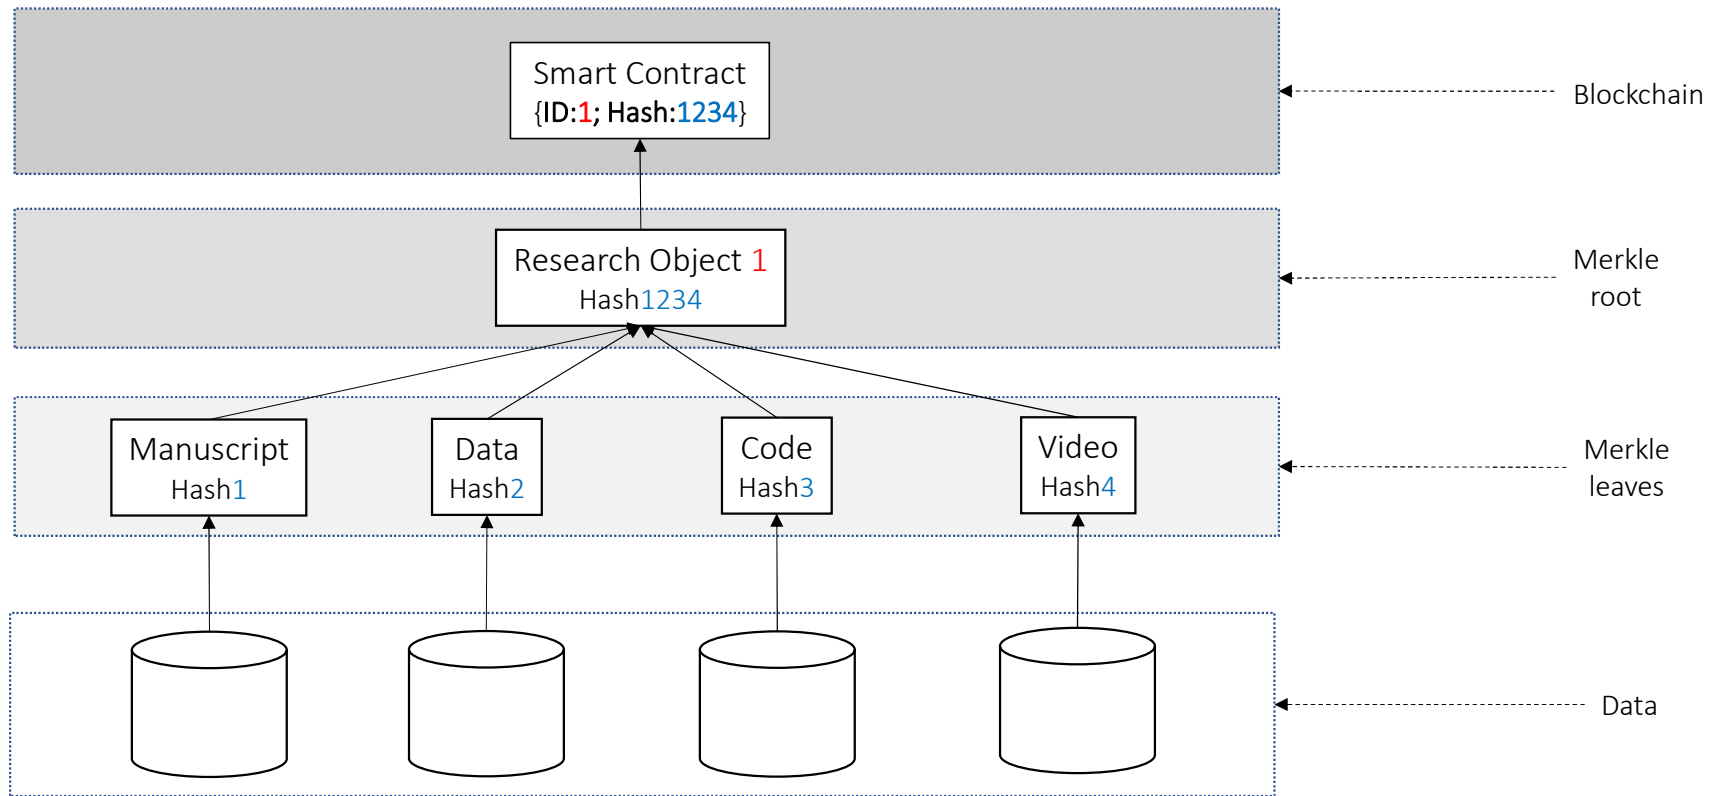 Smart Contract
{ID:1; Hash:1234}
Blockchain
Research Object 1
Hash1234
Merkle
root
Manuscript
Hash1
Data
Hash2
Code
Hash3
Video
Hash4
Merkle
leaves
Data